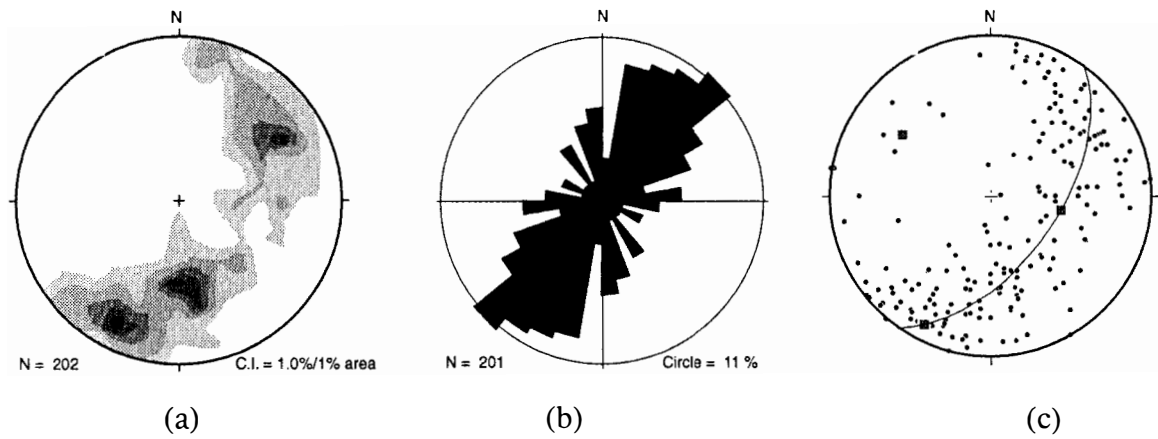 N
N
N
N = 202
C.I. = 1.0%/1% area
N = 201
Circle = 11 %
(a)
(b)
(c)